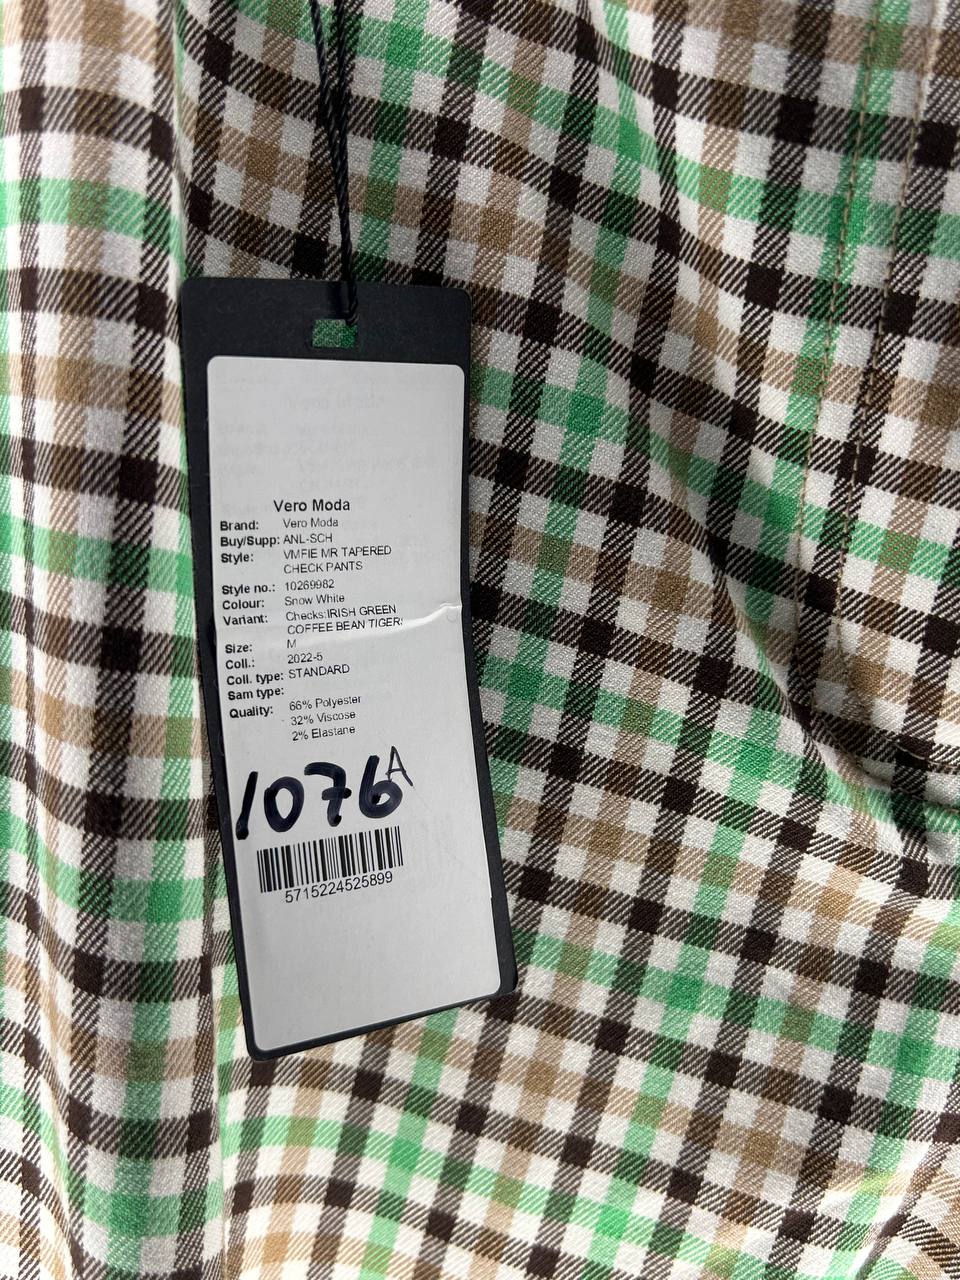 Vero Moda
Brand: Vero Moda
Buy/Supp: ANL-SCH
Style: VMFIE MR TAPERED
CHECK PANTS
Style no.: 10269982
Colour: Snow White
Variant: Checks:IRISH GREEN
COFFEE BEAN TIGER
Size: M
Coll.: 2022-5
Coll. type: STANDARD
Sam type:
Quality: 66% Polyester
32% Viscose
2% Elastane
1076A
5715224525899